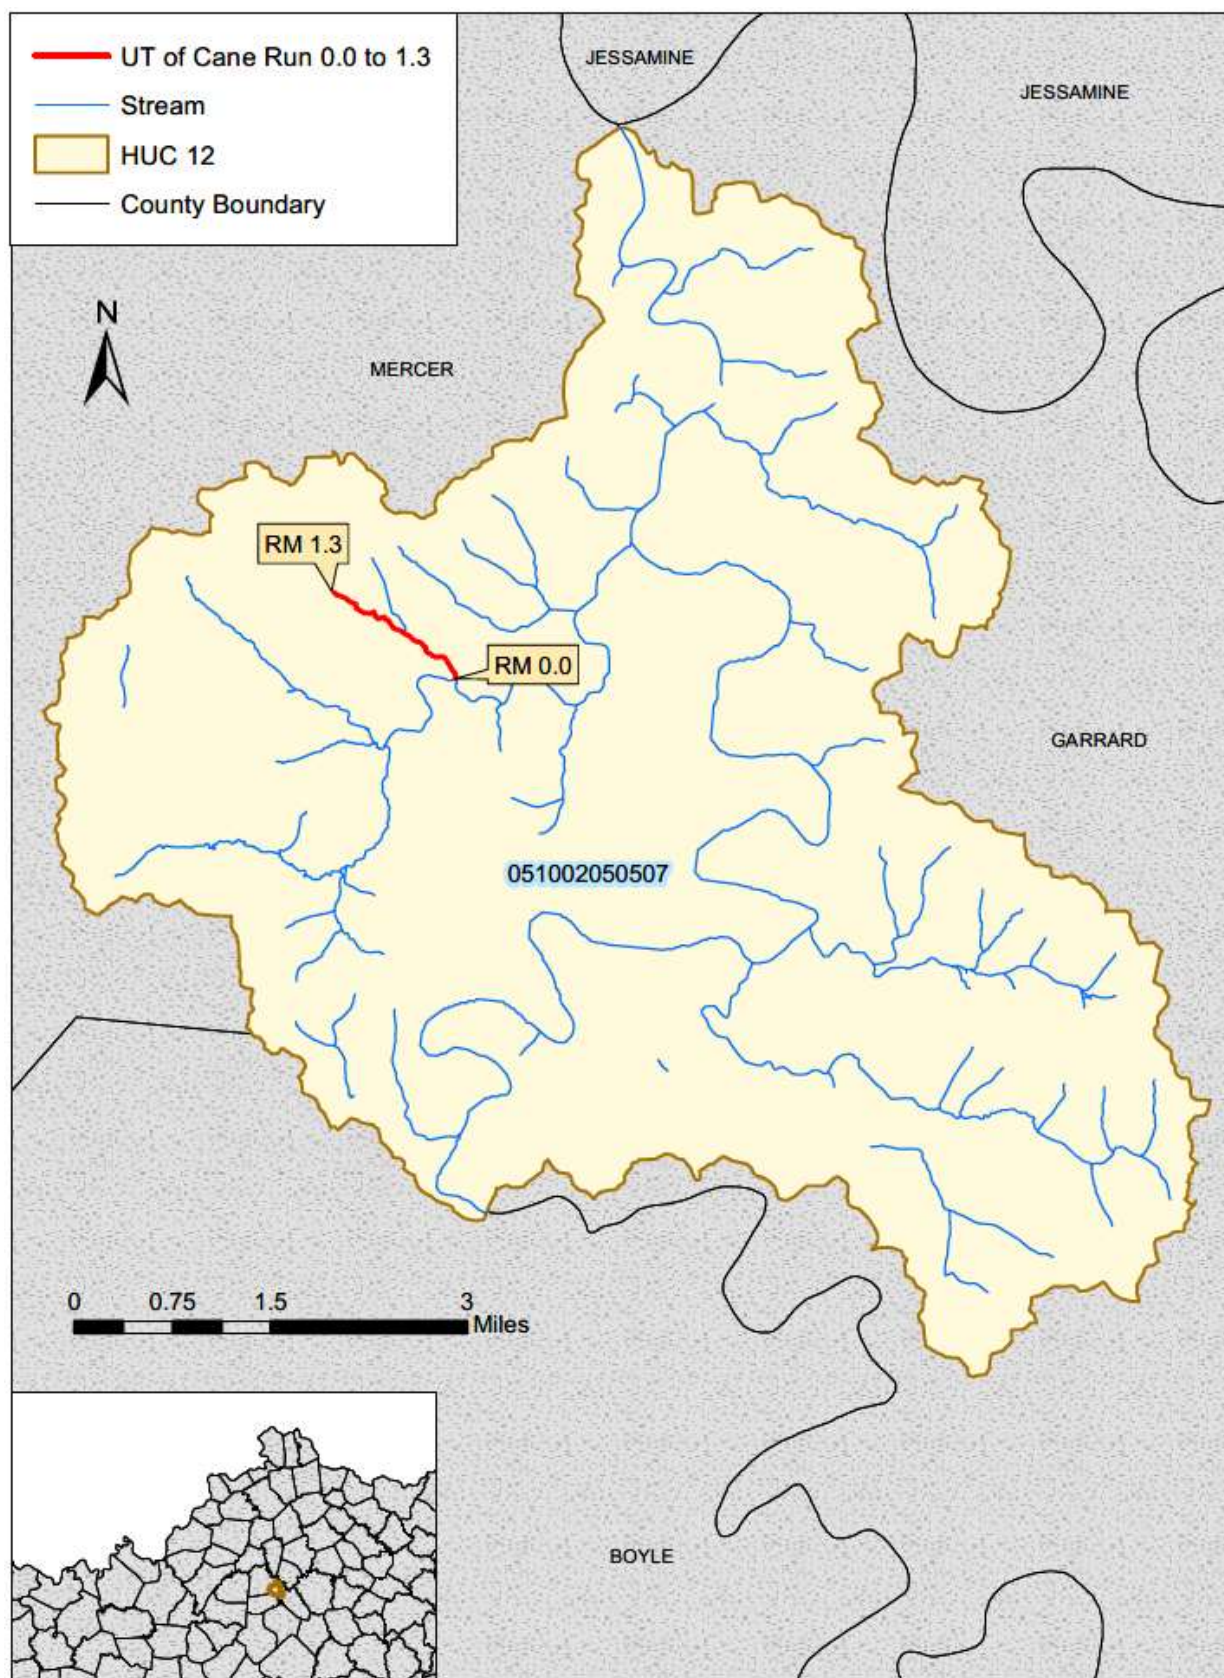 UT of Cane Run 0.0 to 1.3
Stream
HUC 12
County Boundary
JESSAMINE
JESSAMINE
N
MERCER
RM 1.3
RM 0.0
GARRARD
051002050507
0 0.75 1.5 3
Miles
BOYLE